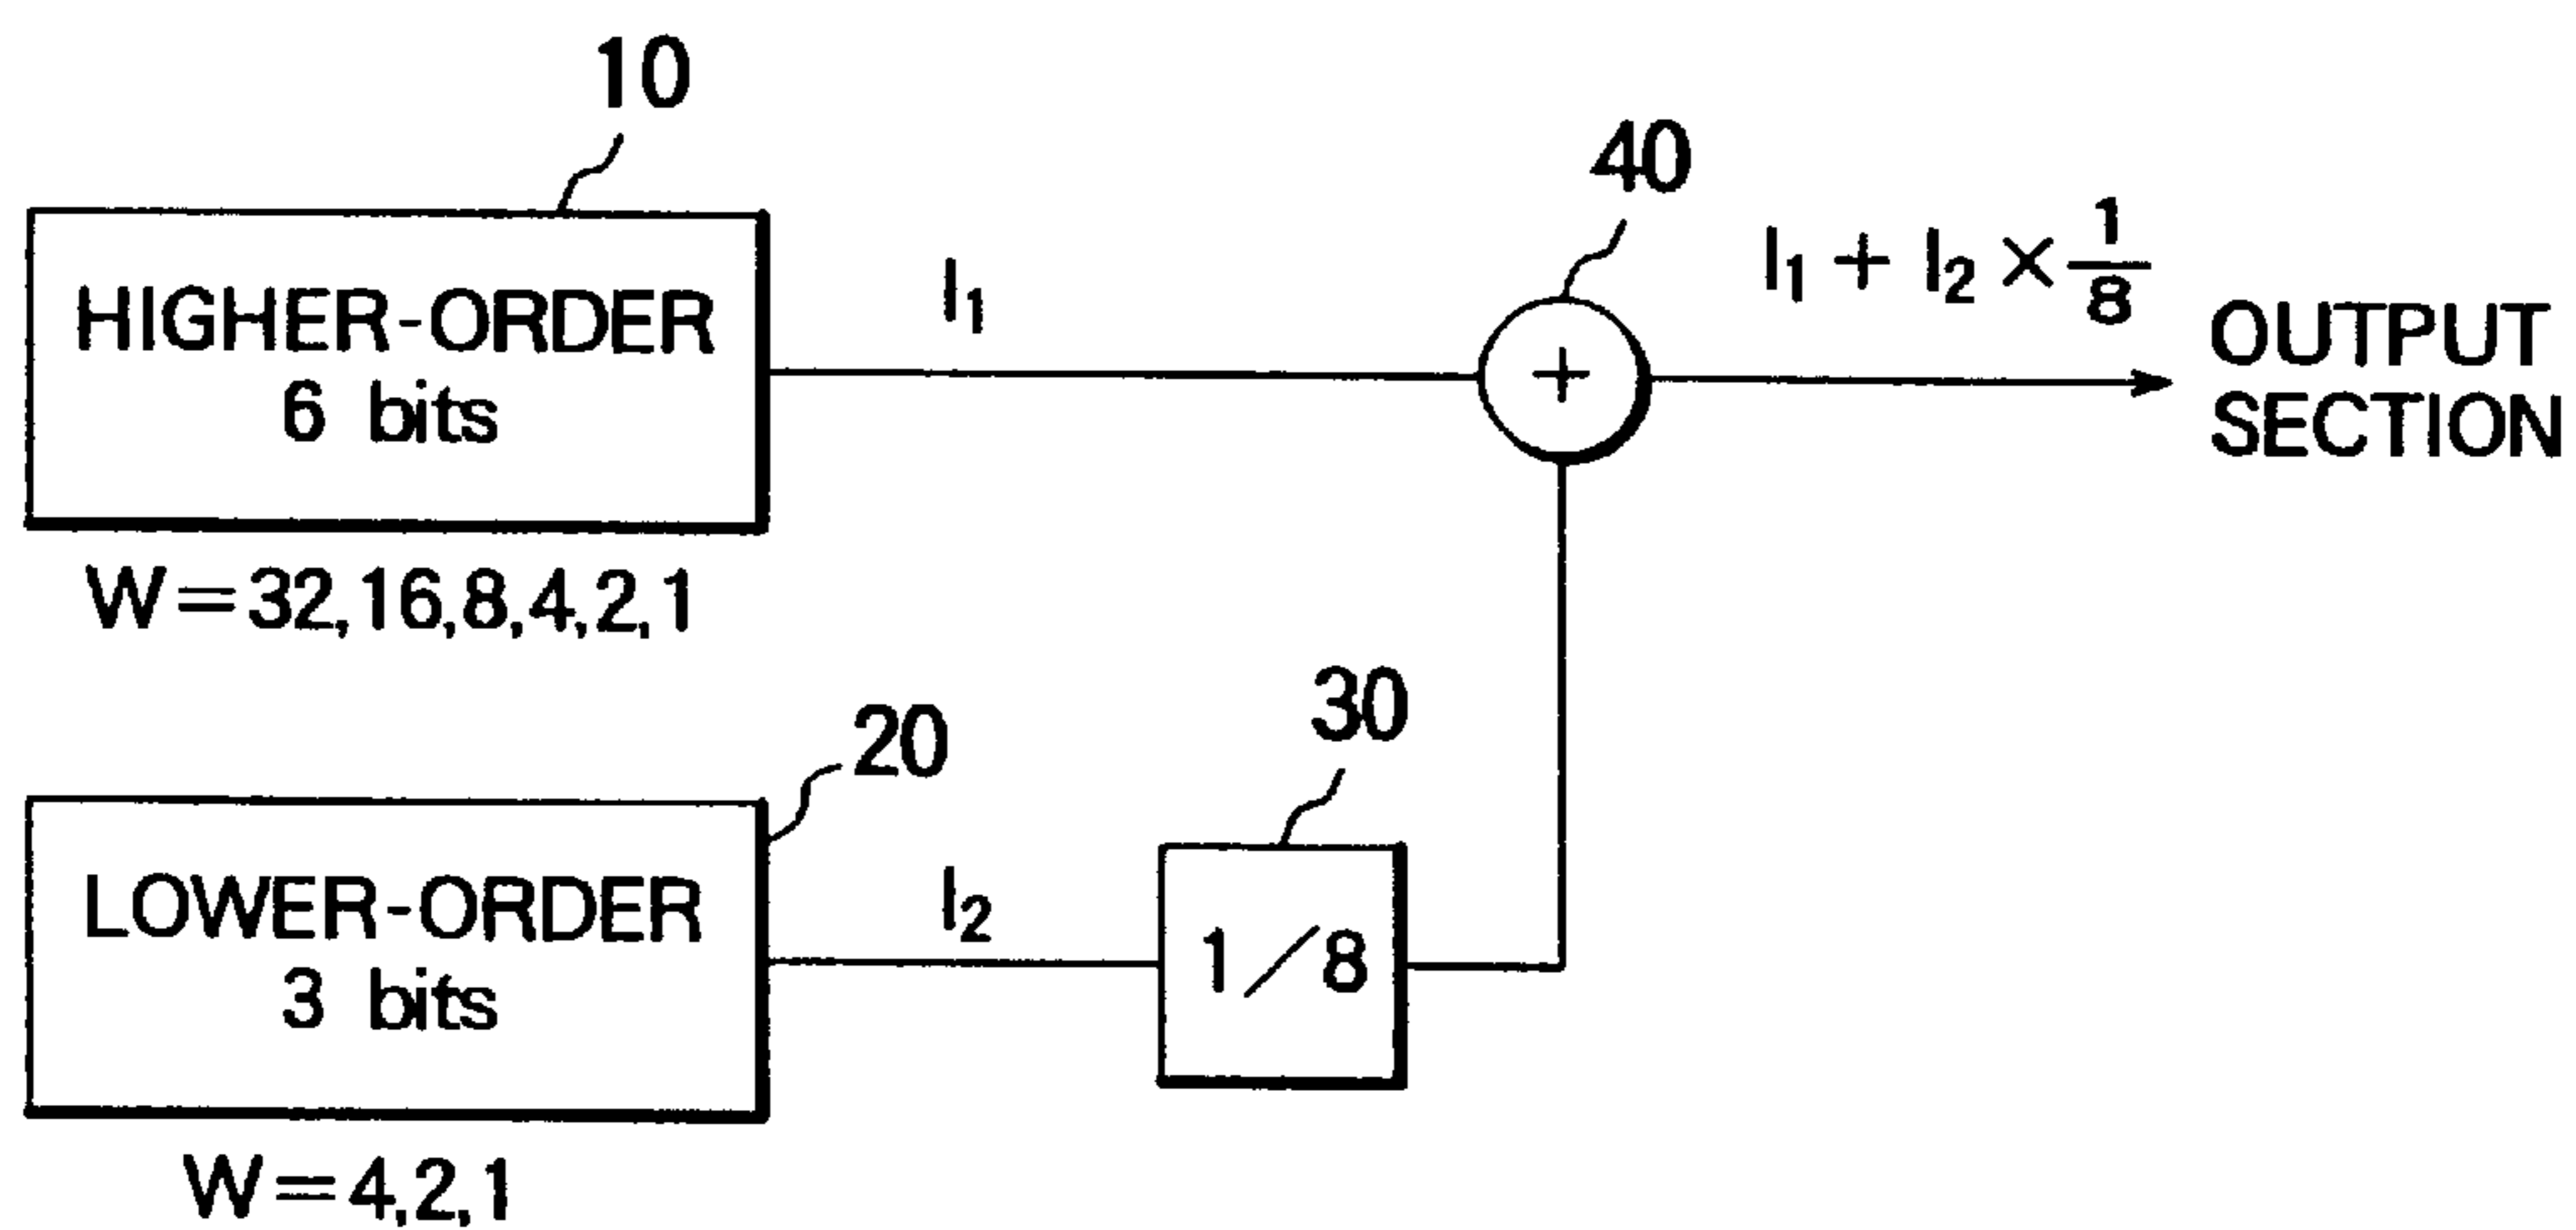 10
HIGHER-ORDER
6 bits
W=32,16,8,4,2,1
I₁
40
I₁ + I₂ × 1/8
OUTPUT
SECTION
20
LOWER-ORDER
3 bits
W=4,2,1
I₂
30
1/8
+